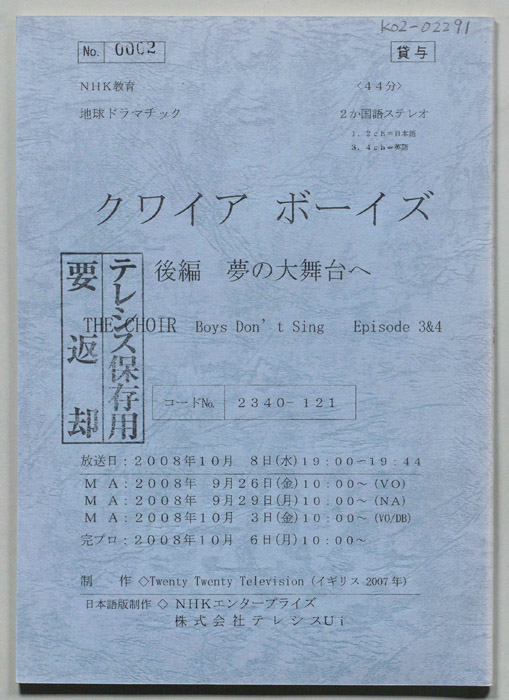 K02-02291
No. 0002
貸与
NHK教育
〈44分〉
地球ドラマチック
2か国語ステレオ
1.2ch=日本語
3.4ch=英語
クワイア ボーイズ
後編 夢の大舞台へ
THE CHOIR Boys Don't Sing Episode 3&4
テレシス保存用
要返却
コードNo. 2340-121
放送日:2008年10月 8日(水)19:00~19:44
MA:2008年 9月26日(金)10:00~(VO)
MA:2008年 9月29日(月)10:00~(NA)
MA:2008年10月 3日(金)10:00~(VO/DB)
完プロ:2008年10月 6日(月)10:00~
制 作◇Twenty Twenty Television(イギリス 2007年)
日本語版制作◇NHKエンタープライズ
株式会社テレシスUi